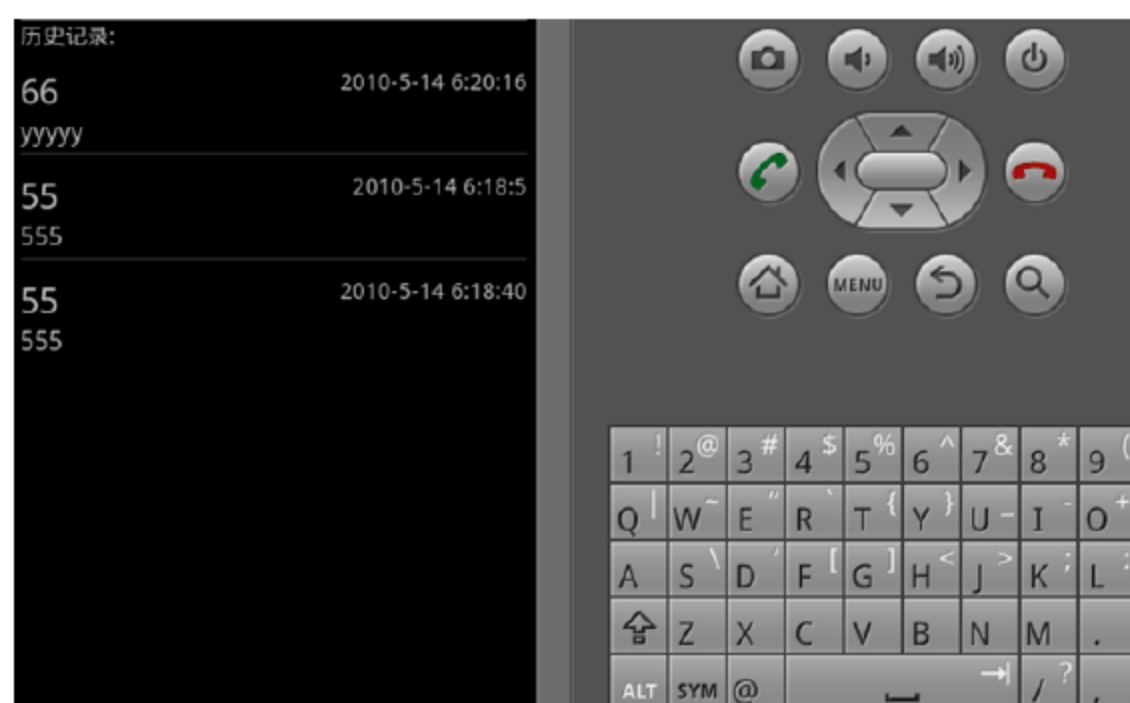 历史记录:
66 2010-5-14 6:20:16
yyyyy
55 2010-5-14 6:18:5
555
55 2010-5-14 6:18:40
555
MENU
1 ! 2 @ 3 # 4 $ 5 % 6 ^ 7 & 8 * 9 (
Q | W ~ E " R ` T { Y } U _ I - O +
A S \ D ' F [ G ] H < J > K ; L :
Z X C V B N M .
ALT SYM @ / ? ,